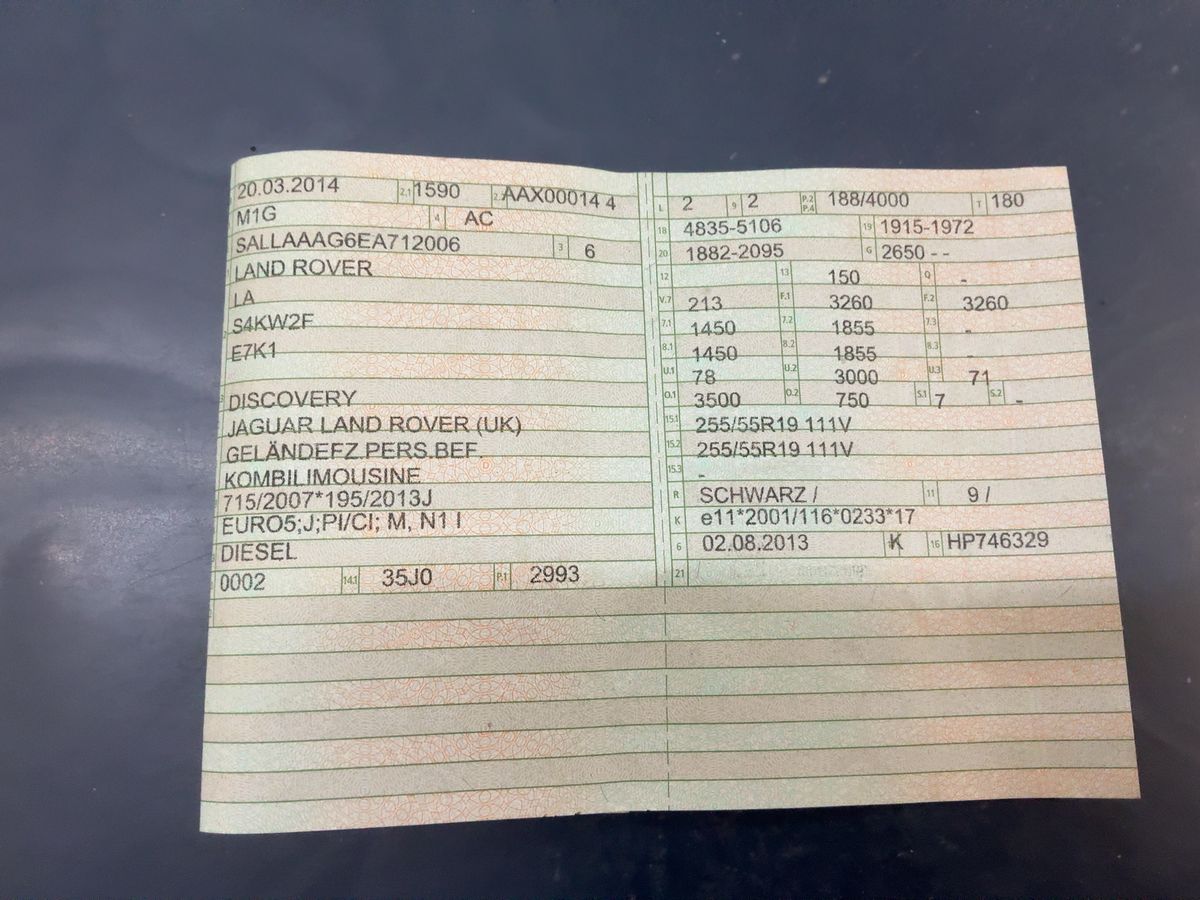 20.03.2014 2.1 1590 AAX00014 4
M1G 4 AC
SALLAAAG6EA712006 3 6
LAND ROVER
LA
S4KW2F
E7K1
DISCOVERY
JAGUAR LAND ROVER (UK)
GELÄNDEFZ.PERS.BEF.
KOMBILIMOUSINE
715/2007*195/2013J
EURO5;J;PI/CI; M, N1 I
DIESEL
0002 14.1 35J0 P.1 2993
L 2 9 2 P.2 P.4 188/4000 T 180
18 4835-5106 19 1915-1972
20 1882-2095 G 2650 - -
12 13 150 Q -
V.7 213 F.1 3260 F.2 3260
7.1 1450 7.2 1855 7.3 -
8.1 1450 8.2 1855 8.3 -
U.1 78 U.2 3000 U.3 71
O.1 3500 O.2 750 S.1 7 S.2 -
15.1 255/55R19 111V
15.2 255/55R19 111V
15.3 -
R SCHWARZ / 11 9 /
K e11*2001/116*0233*17
6 02.08.2013 K 16 HP746329
21